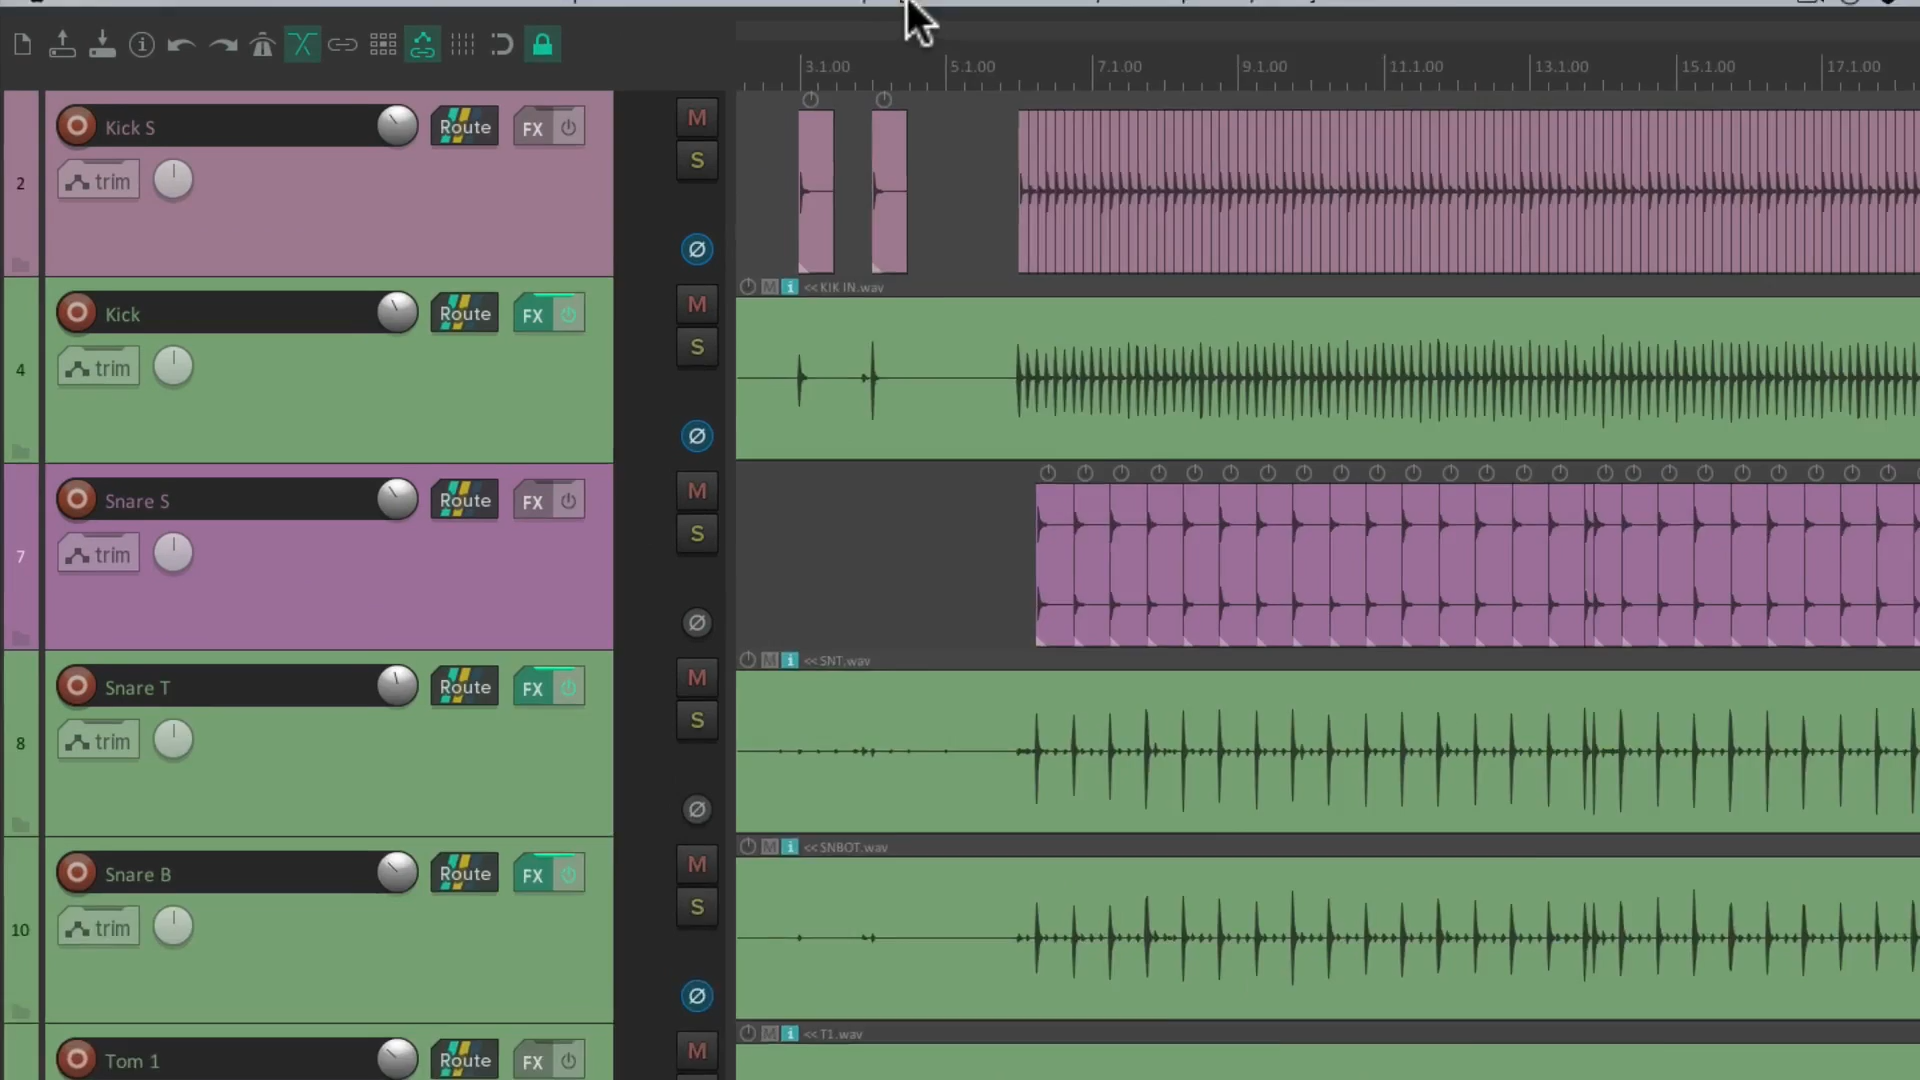 3.1.00 5.1.00 7.1.00 9.1.00 11.1.00 13.1.00 15.1.00 17.1.00
2 Kick S Route FX M
trim S
<< KIK IN.wav
4 Kick Route FX M
trim S
7 Snare S Route FX M
trim S
<< SNT.wav
8 Snare T Route FX M
trim S
<< SNBOT.wav
10 Snare B Route FX M
trim S
<< T1.wav
Tom 1 Route FX M